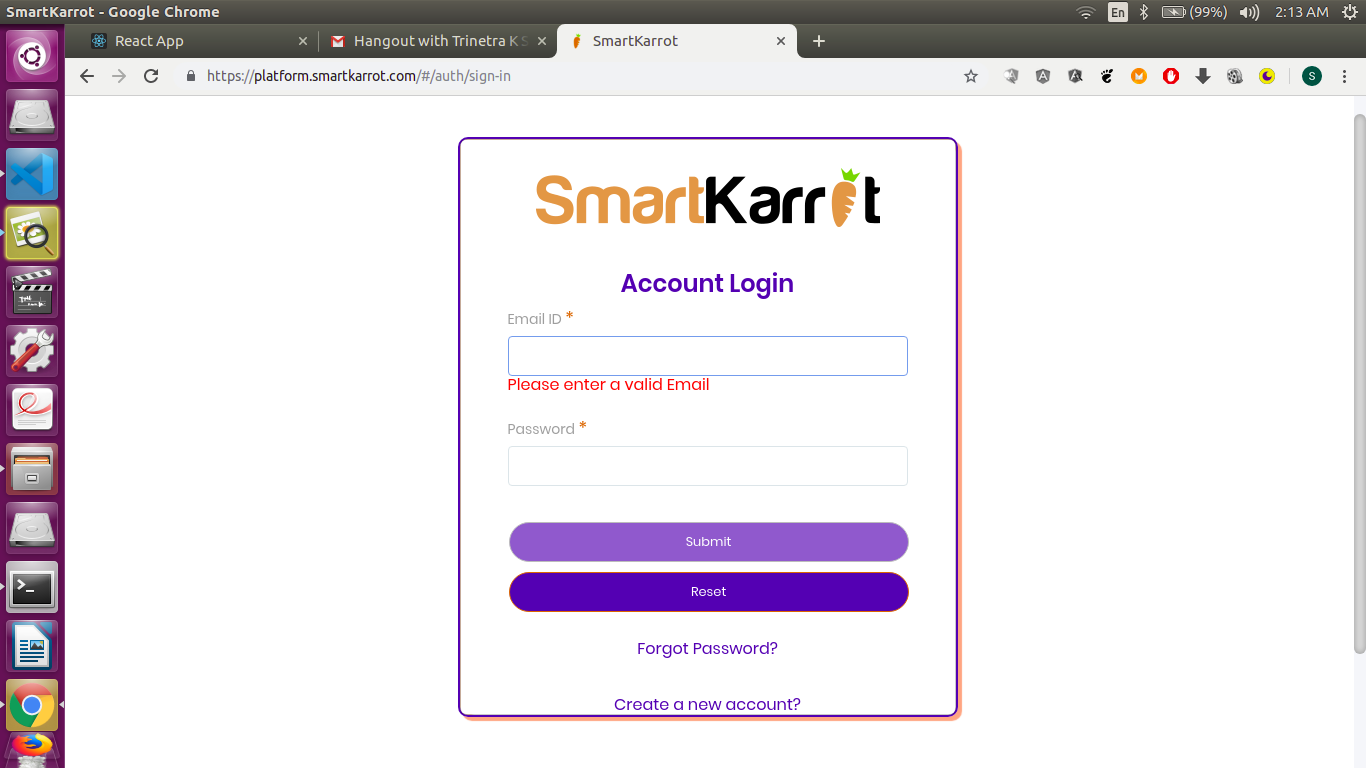 SmartKarrot - Google Chrome
En
(99%)
2:13 AM
React App
Hangout with Trinetra K S
SmartKarrot
https://platform.smartkarrot.com/#/auth/sign-in
S
SmartKarrot
Account Login
Email ID *
Please enter a valid Email
Password *
Submit
Reset
Forgot Password?
Create a new account?